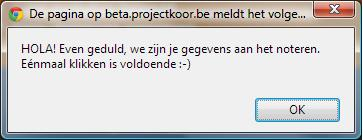 De pagina op beta.projectkoor.be meldt het volge...
HOLA! Even geduld, we zijn je gegevens aan het noteren.
Eénmaal klikken is voldoende :-)
OK